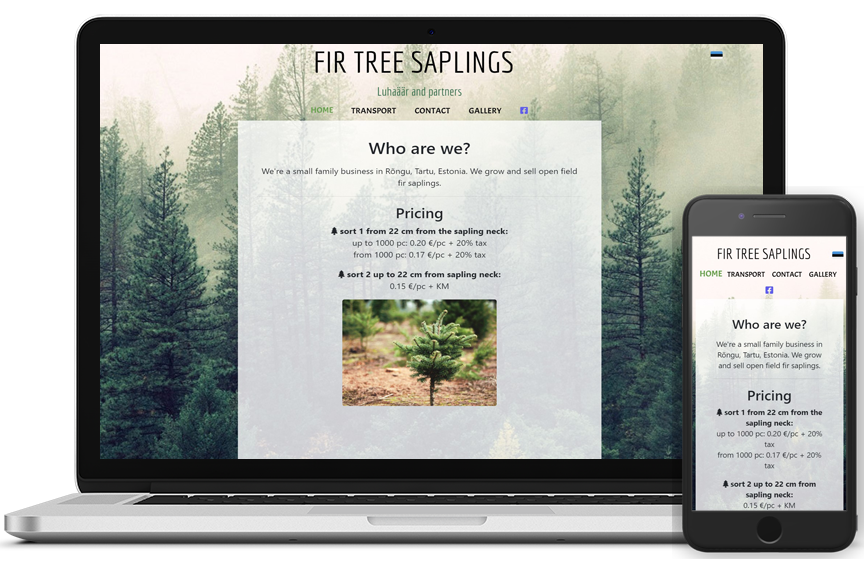 FIR TREE SAPLINGS
Luhaäär and partners
HOME TRANSPORT CONTACT GALLERY
Who are we?
We're a small family business in Rõngu, Tartu, Estonia. We grow and sell open field
fir saplings.
Pricing
sort 1 from 22 cm from the sapling neck:
up to 1000 pc: 0.20 €/pc + 20% tax
from 1000 pc: 0.17 €/pc + 20% tax
sort 2 up to 22 cm from sapling neck:
0.15 €/pc + KM
FIR TREE SAPLINGS
HOME TRANSPORT CONTACT GALLERY
Who are we?
We're a small family business in
Rõngu, Tartu, Estonia. We grow
and sell open field fir saplings.
Pricing
sort 1 from 22 cm from the
sapling neck:
up to 1000 pc: 0.20 €/pc + 20%
tax
from 1000 pc: 0.17 €/pc + 20%
tax
sort 2 up to 22 cm from
sapling neck:
0.15 €/pc + KM